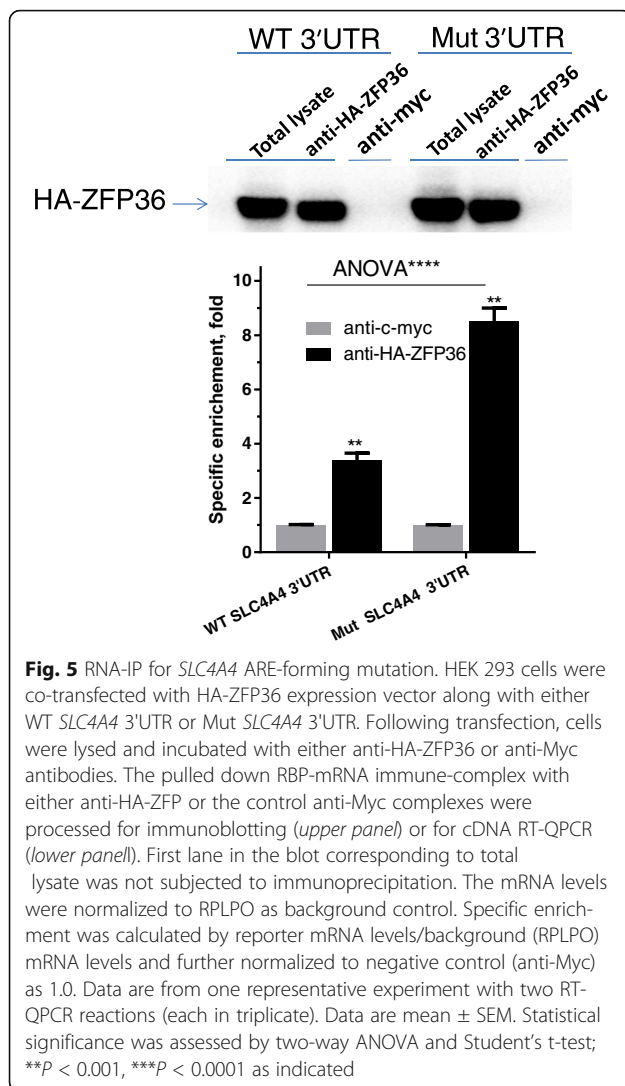 WT 3'UTR
Mut 3'UTR
Total lysate
anti-HA-ZFP36
anti-myc
Total lysate
anti-HA-ZFP36
anti-myc
HA-ZFP36
ANOVA****
10
8
6
4
2
0
Specific enrichement, fold
anti-c-myc
anti-HA-ZFP36
**
**
WT SLC4A4 3'UTR
Mut SLC4A4 3'UTR
Fig. 5 RNA-IP for SLC4A4 ARE-forming mutation. HEK 293 cells were
co-transfected with HA-ZFP36 expression vector along with either
WT SLC4A4 3'UTR or Mut SLC4A4 3'UTR. Following transfection, cells
were lysed and incubated with either anti-HA-ZFP36 or anti-Myc
antibodies. The pulled down RBP-mRNA immune-complex with
either anti-HA-ZFP or the control anti-Myc complexes were
processed for immunoblotting (upper panel) or for cDNA RT-QPCR
(lower panel). First lane in the blot corresponding to total
lysate was not subjected to immunoprecipitation. The mRNA levels
were normalized to RPLPO as background control. Specific enrich-
ment was calculated by reporter mRNA levels/background (RPLPO)
mRNA levels and further normalized to negative control (anti-Myc)
as 1.0. Data are from one representative experiment with two RT-
QPCR reactions (each in triplicate). Data are mean ± SEM. Statistical
significance was assessed by two-way ANOVA and Student's t-test;
**P < 0.001, ***P < 0.0001 as indicated